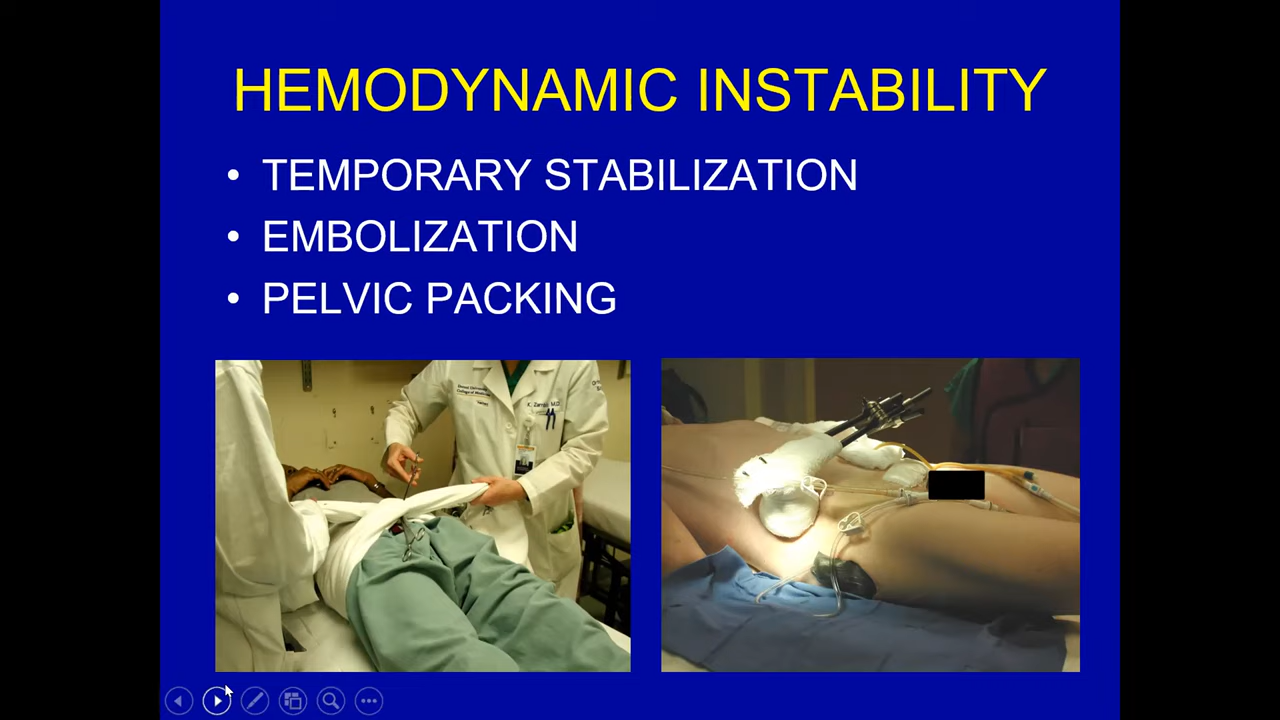 HEMODYNAMIC INSTABILITY
• TEMPORARY STABILIZATION
• EMBOLIZATION
• PELVIC PACKING